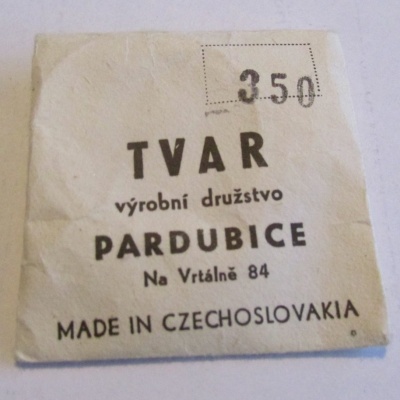 350
TVAR
výrobní družstvo
PARDUBICE
Na Vrtálně 84
MADE IN CZECHOSLOVAKIA